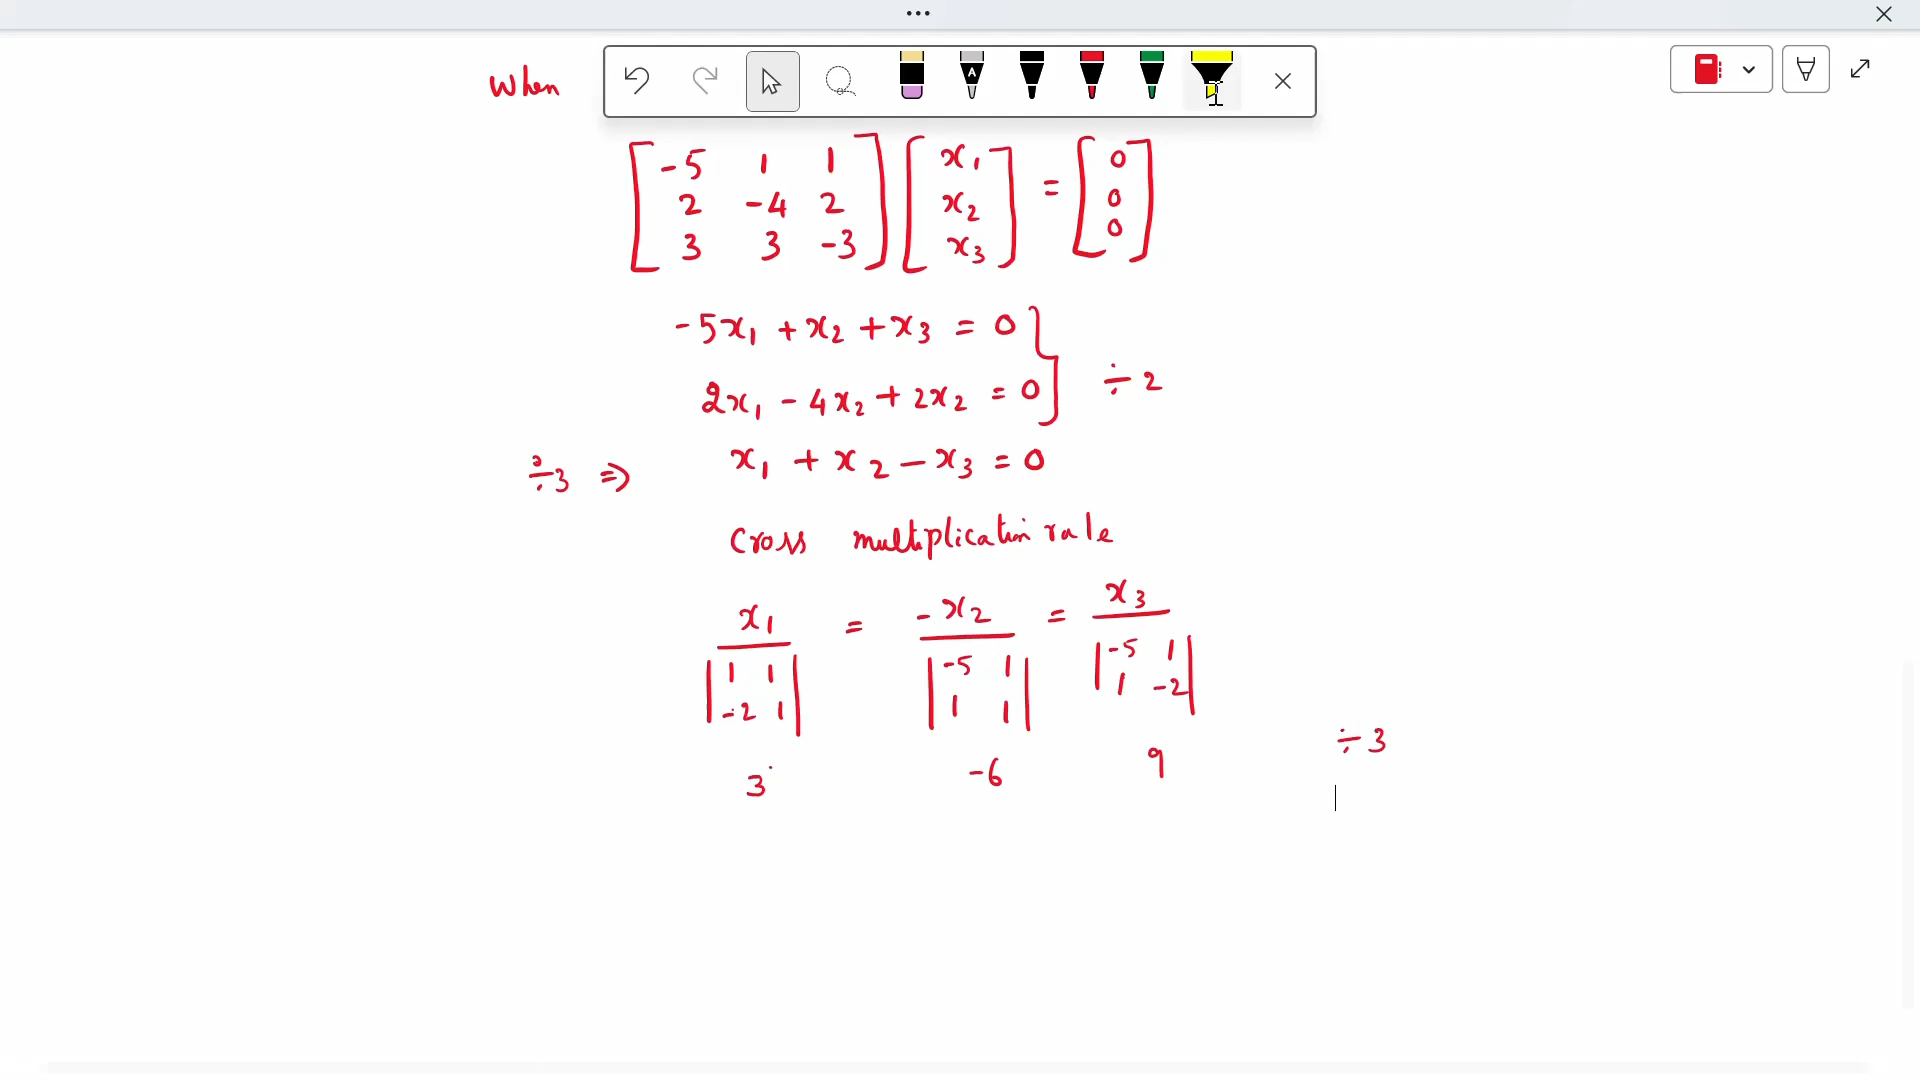 When
[-5 1 1] [x₁] = [0]
[2 -4 2] [x₂] [0]
[3 3 -3] [x₃] [0]
-5x₁ + x₂ + x₃ = 0
2x₁ - 4x₂ + 2x₂ = 0 } ÷ 2
÷3 ⇒ x₁ + x₂ - x₃ = 0
Cross multiplication rule
x₁ = -x₂ = x₃
|1 1| |-5 1| |-5 1|
|-2 1| |1 1| |1 -2|
3 -6 9 ÷ 3